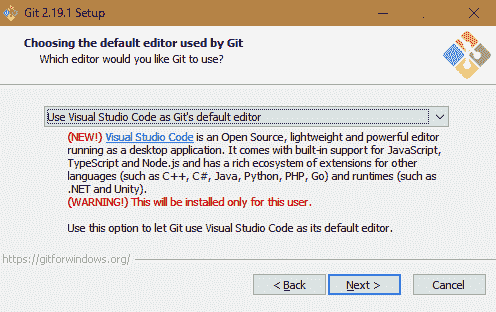 Git 2.19.1 Setup
Choosing the default editor used by Git
Which editor would you like Git to use?
Use Visual Studio Code as Git's default editor
(NEW!) Visual Studio Code is an Open Source, lightweight and powerful editor
running as a desktop application. It comes with built-in support for JavaScript,
TypeScript and Node.js and has a rich ecosystem of extensions for other
languages (such as C++, C#, Java, Python, PHP, Go) and runtimes (such as
.NET and Unity).
(WARNING!) This will be installed only for this user.
Use this option to let Git use Visual Studio Code as its default editor.
https://gitforwindows.org/
< Back
Next >
Cancel